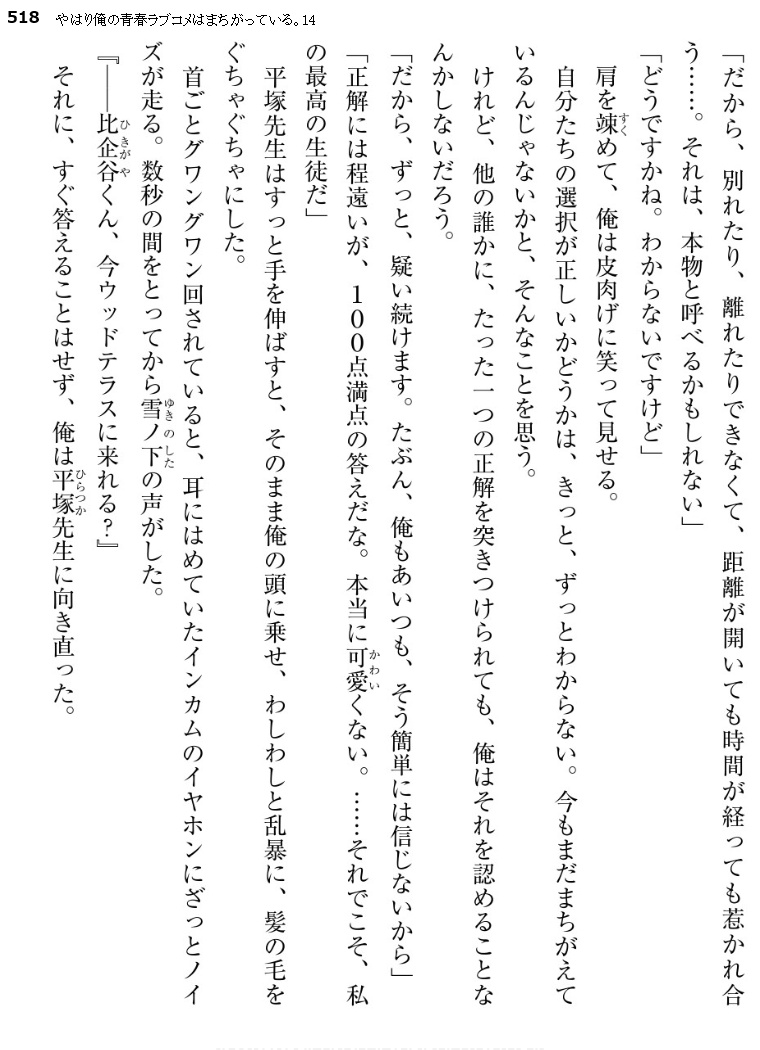 518 やはり俺の青春ラブコメはまちがっている。14
「だから、別れたり、離れたりできなくて、距離が開いても時間が経っても惹かれ合
う……。それは、本物と呼べるかもしれない」
「どうですかね。わからないですけど」
肩を竦めて、俺は皮肉げに笑って見せる。
自分たちの選択が正しいかどうかは、きっと、ずっとわからない。今もまだまちがえて
いるんじゃないかと、そんなことを思う。
けれど、他の誰かに、たった一つの正解を突きつけられても、俺はそれを認めることな
んかしないだろう。
「だから、ずっと、疑い続けます。たぶん、俺もあいつも、そう簡単には信じないから」
「正解には程遠いが、100点満点の答えだな。本当に可愛くない。……それでこそ、私
の最高の生徒だ」
平塚先生はすっと手を伸ばすと、そのまま俺の頭に乗せ、わしわしと乱暴に、髪の毛を
ぐちゃぐちゃにした。
首ごとグワングワン回されていると、耳にはめていたインカムのイヤホンにざっとノイ
ズが走る。数秒の間をとってから雪ノ下の声がした。
『──比企谷くん、今ウッドテラスに来れる?』
それに、すぐ答えることはせず、俺は平塚先生に向き直った。